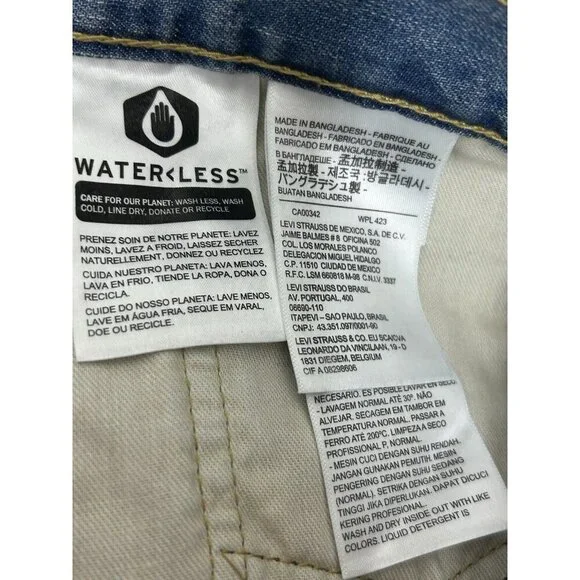 WATER<LESS™
CARE FOR OUR PLANET: WASH LESS, WASH
COLD, LINE DRY, DONATE OR RECYCLE.
PRENEZ SOIN DE NOTRE PLANETE: LAVEZ
MOINS, LAVEZ A FROID, LAISSEZ SECHER
NATURELLEMENT, DONNEZ OU RECYCLEZ
CUIDA NUESTRO PLANETA: LAVA MENOS,
LAVA EN FRIO, TIENDE LA ROPA, DONA O
RECICLA.
CUIDE DO NOSSO PLANETA: LAVE MENOS,
LAVE EM ÁGUA FRIA, SEQUE EM VARAL,
DOE OU RECICLE.
MADE IN BANGLADESH - FABRIQUE AU
BANGLADESH - FABRICADO EN BANGLADESH -
FABRICADO EM BANGLADESH - СДЕЛАНО
В БАНГЛАДЕШЕ - 孟加拉制造 -
孟加拉製 - 제조국 :방글라데시 -
バングラデシュ製 -
BUATAN BANGLADESH
CA00342 WPL 423
LEVI STRAUSS DE MEXICO, S.A. DE C.V.
JAIME BALMES # 8 OFICINA 502
COL. LOS MORALES POLANCO
DELEGACION MIGUEL HIDALGO
C.P. 11510 CIUDAD DE MEXICO
R.F.C. LSM 660818 M-98 C.N.I.V. 3337
LEVI STRAUSS DO BRASIL
AV. PORTUGAL, 400
06690-110
ITAPEVI – SAO PAULO - SP
CNPJ: 43.351.097/0001-90
LEVI STRAUSS & CO EU SCA/OVA
LEONARDO DA VINCILAAN, 19 - D
1831 DIEGEM, BELGIUM
CIF A 08298606
NECESARIO. ES POSIBLE LAVAR EN SECO
- LAVAGEM NORMAL ATÉ 30º. NÃO
ALVEJAR. SECAGEM EM TAMBOR EM
TEMPERATURA NORMAL. PASSAR A
FERRO ATÉ 200ºC. LIMPEZA A SECO
PROFISSIONAL P, NORMAL.
- MESIN CUCI DENGAN SUHU RENDAH.
JANGAN GUNAKAN PEMUTIH. MESIN
PENGERING DENGAN SUHU SEDANG
(NORMAL). SETRIKA DENGAN SUHU
TINGGI JIKA DIPERLUKAN. DAPAT DICUCI
KERING PROFESIONAL.
WASH AND DRY INSIDE OUT WITH LIKE
COLORS. LIQUID DETERGENT IS